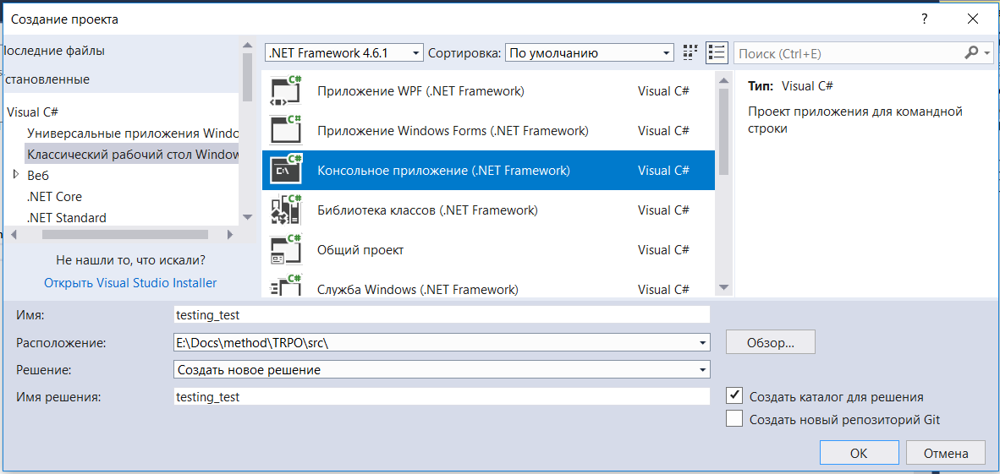 Создание проекта
?
Іоследние файлы
становленные
Visual C#
Универсальные приложения Windo
Классический рабочий стол Window
Веб
.NET Core
.NET Standard
Не нашли то, что искали?
Открыть Visual Studio Installer
.NET Framework 4.6.1
Сортировка:
По умолчанию
Поиск (Ctrl+E)
C# Приложение WPF (.NET Framework) Visual C#
C# Приложение Windows Forms (.NET Framework) Visual C#
C# Консольное приложение (.NET Framework) Visual C#
C# Библиотека классов (.NET Framework) Visual C#
C# Общий проект Visual C#
C# Служба Windows (.NET Framework) Visual C#
Тип: Visual C#
Проект приложения для командной
строки
Имя: testing_test
Расположение: E:\Docs\method\TRPO\src\
Обзор...
Решение: Создать новое решение
Имя решения: testing_test
Создать каталог для решения
Создать новый репозиторий Git
ОК
Отмена